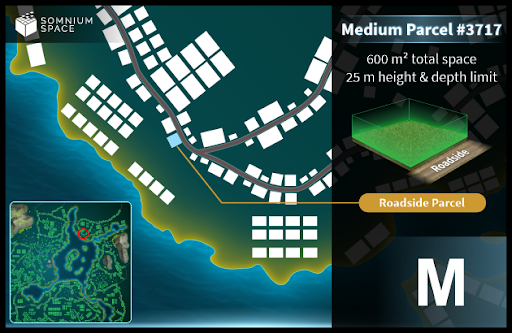 SOMNIUM
SPACE
Medium Parcel #3717
600 m² total space
25 m height & depth limit
Roadside
Roadside Parcel
M